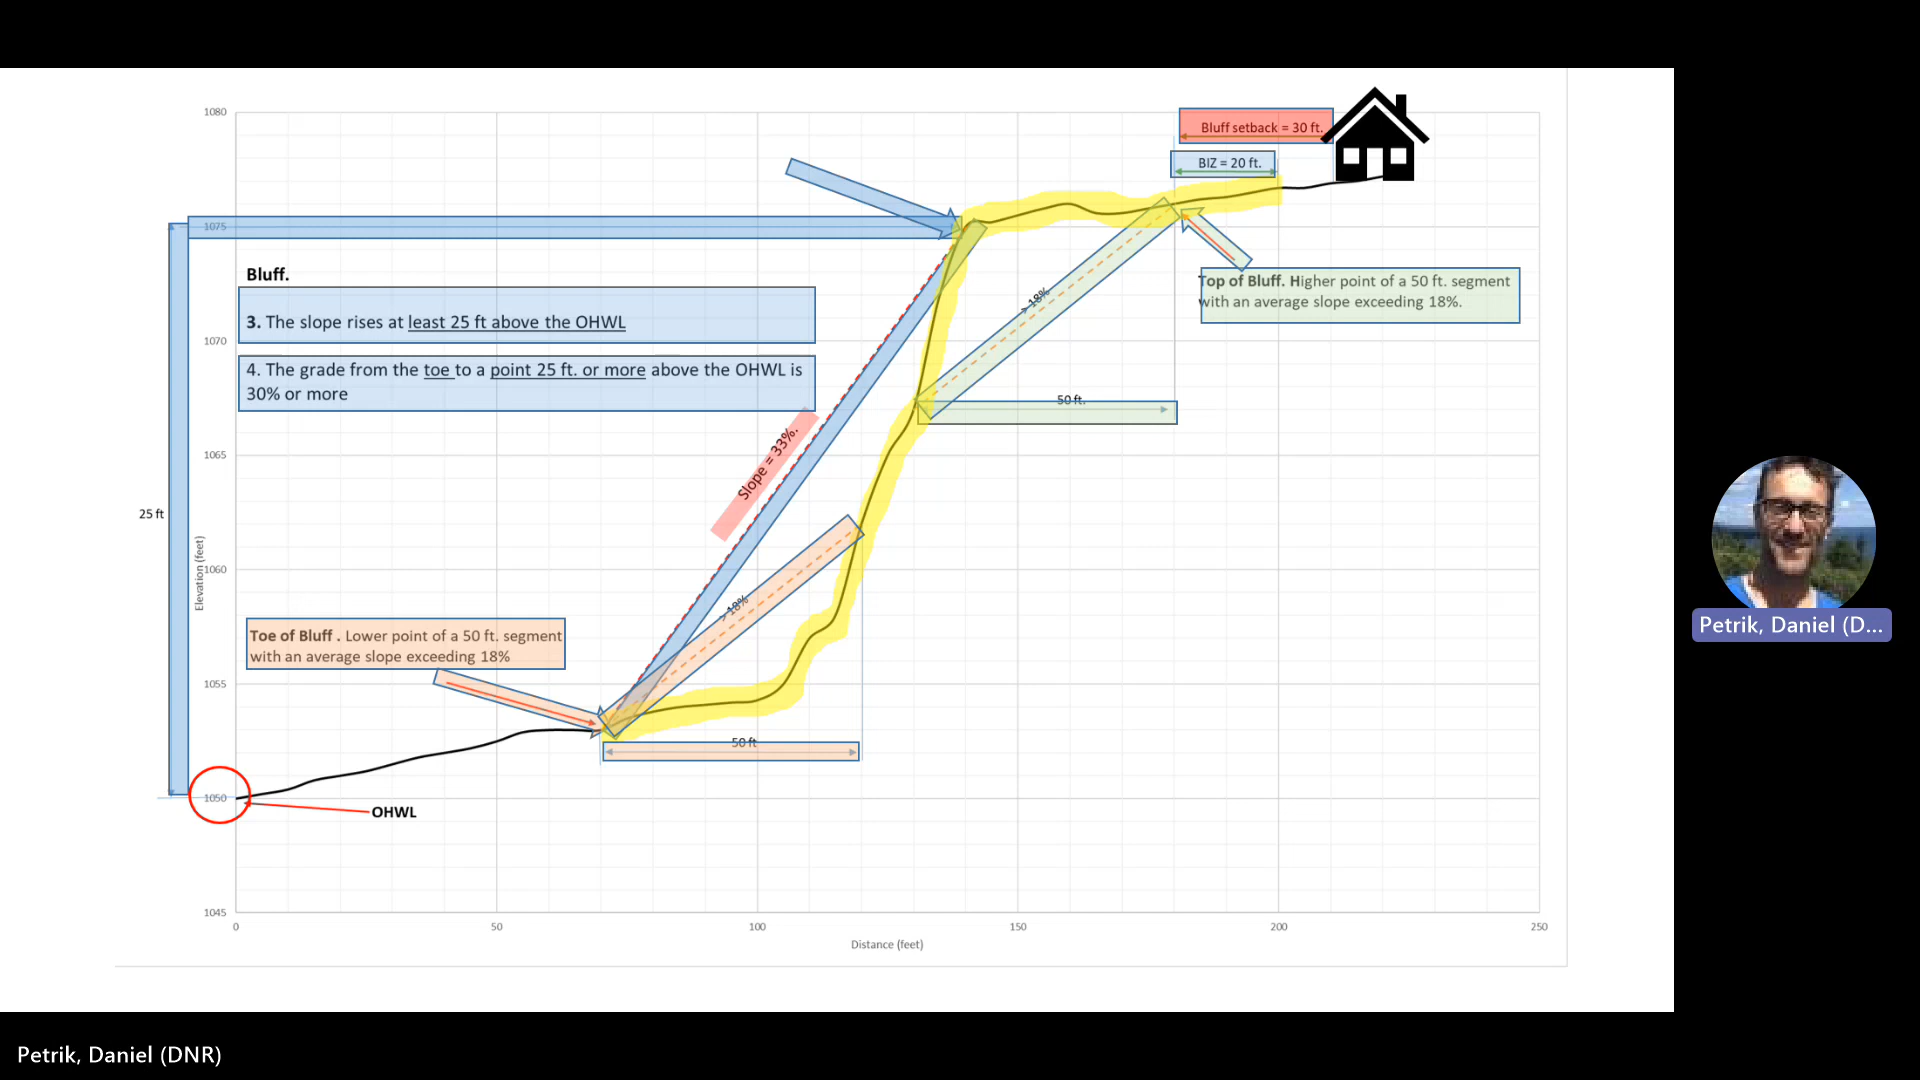 1080
Bluff setback = 30 ft.
BIZ = 20 ft.
1075
Bluff.
3. The slope rises at least 25 ft above the OHWL
4. The grade from the toe to a point 25 ft. or more above the OHWL is
30% or more
Top of Bluff. Higher point of a 50 ft. segment
with an average slope exceeding 18%.
> 18%
1070
50 ft.
Slope = 33%.
1065
25 ft
Elevation (feet)
1060
> 18%
Toe of Bluff . Lower point of a 50 ft. segment
with an average slope exceeding 18%
1055
50 ft
1050
OHWL
1045
0 50 100 150 200 250
Distance (feet)
Petrik, Daniel (D...
Petrik, Daniel (DNR)